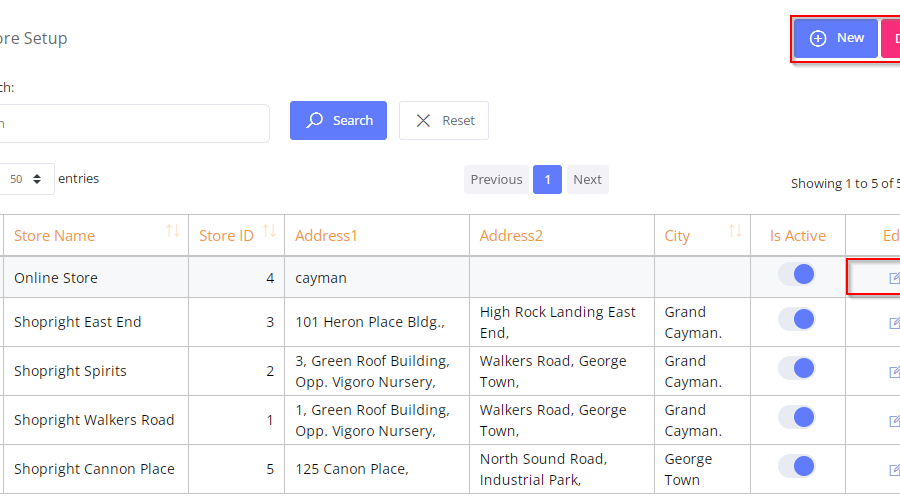 ore Setup
New
D
ch:
n
Search
Reset
50 entries
Previous 1 Next
Showing 1 to 5 of 5
Store Name Store ID Address1 Address2 City Is Active Ed
Online Store 4 cayman
Shopright East End 3 101 Heron Place Bldg., High Rock Landing East Grand
End, Cayman.
Shopright Spirits 2 3, Green Roof Building, Walkers Road, George Grand
Opp. Vigoro Nursery, Town, Cayman.
Shopright Walkers Road 1 1, Green Roof Building, Walkers Road, George Grand
Opp. Vigoro Nursery, Town, Cayman.
Shopright Cannon Place 5 125 Canon Place, North Sound Road, George
Industrial Park, Town